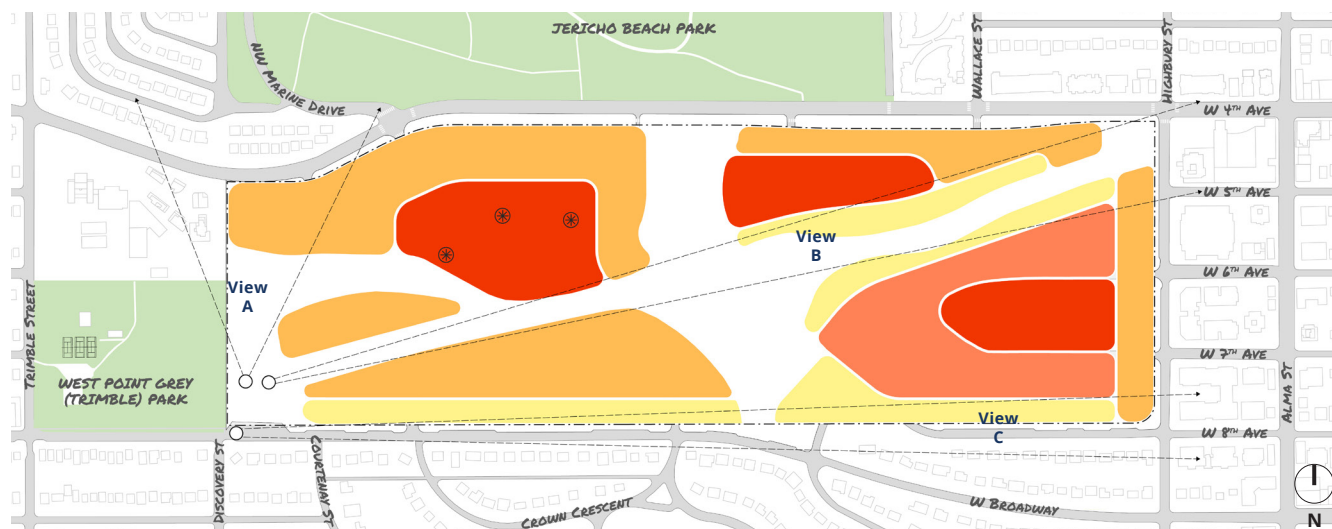 JERICHO BEACH PARK
NW MARINE DRIVE
WALLACE ST
HIGHBURY ST
W 4TH AVE
W 5TH AVE
View
B
W 6TH AVE
View
A
TRIMBLE STREET
WEST POINT GREY
(TRIMBLE) PARK
W 7TH AVE
ALMA ST
View
C
W 8TH AVE
DISCOVERY ST
COURTENAY ST
CROWN CRESCENT
W BROADWAY
N